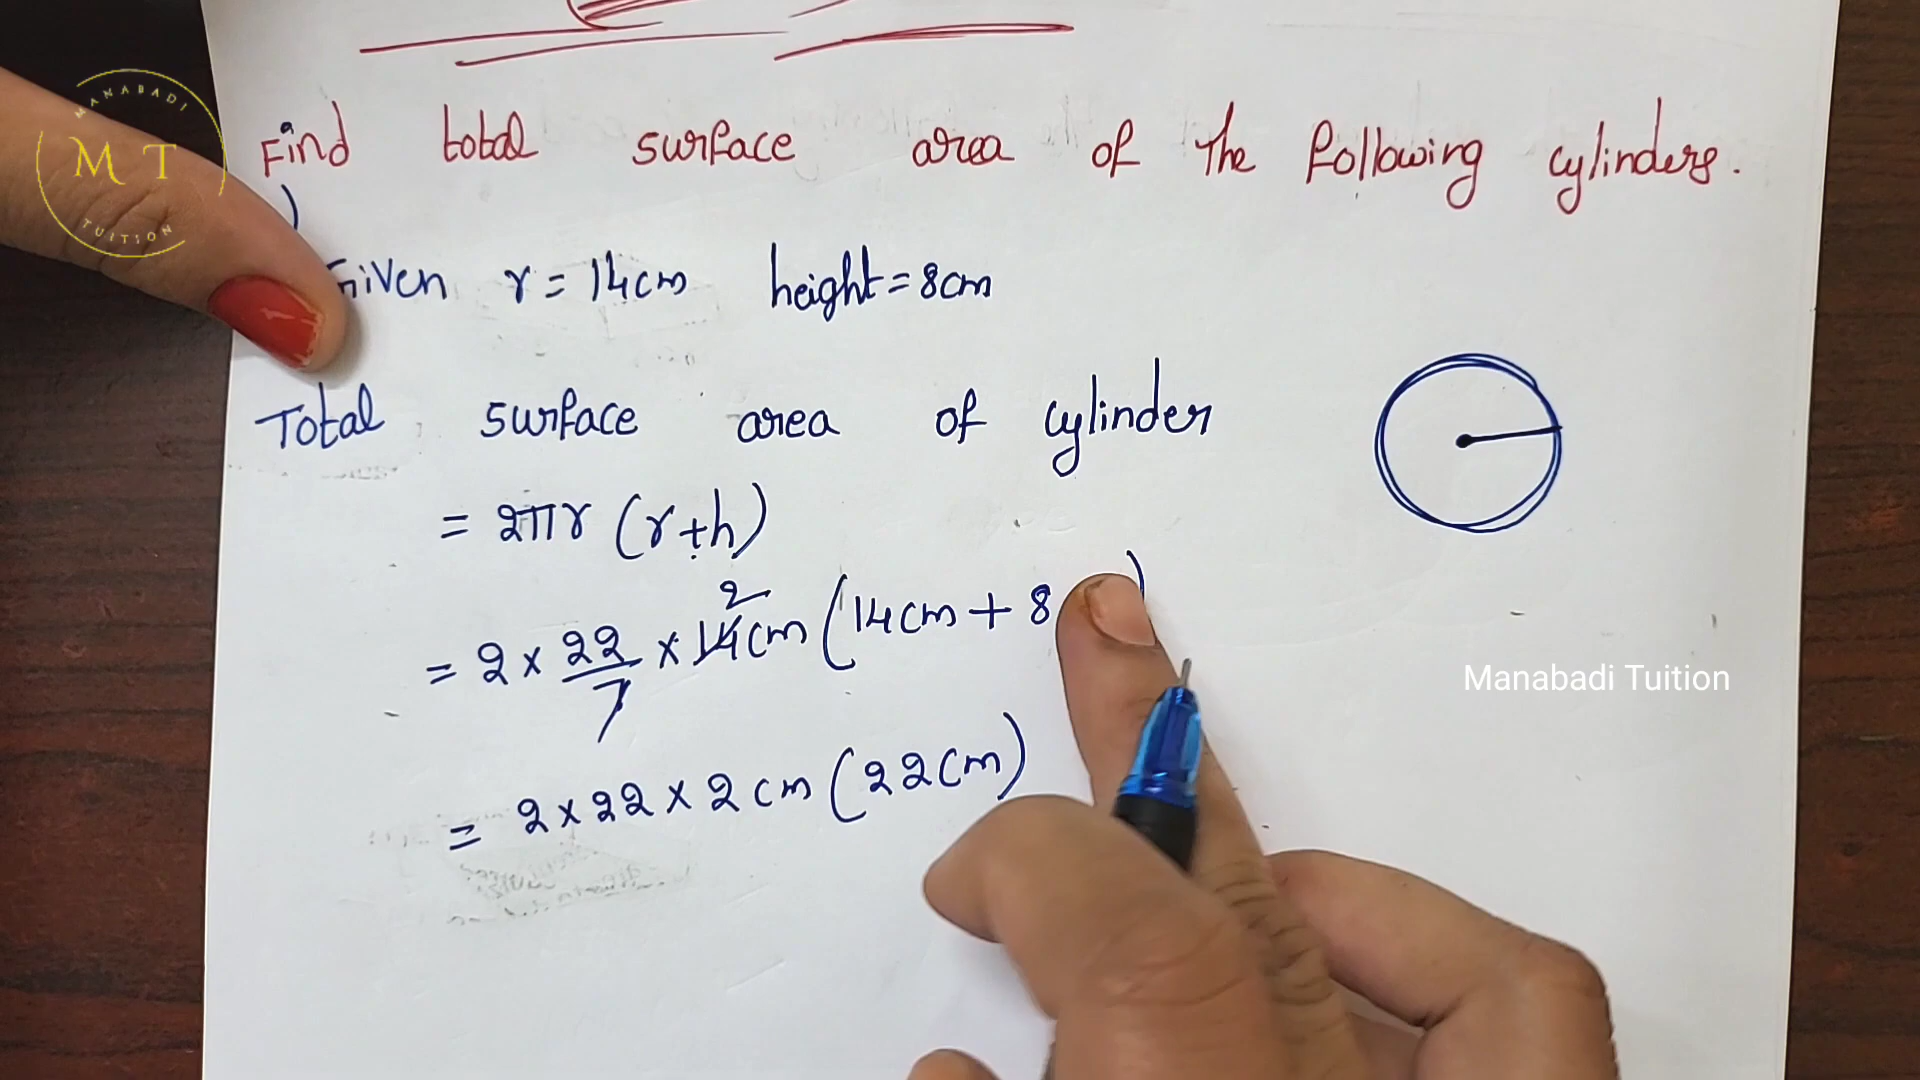 MANABADI
MT
TUITION
Find total surface area of the following cylinders.
)
Given r = 14cm height = 8cm
Total surface area of cylinder
= 2πr (r+h)
2
= 2 × 22/7 × 14cm (14cm + 8 )
= 2 × 22 × 2 cm (22cm)
Manabadi Tuition